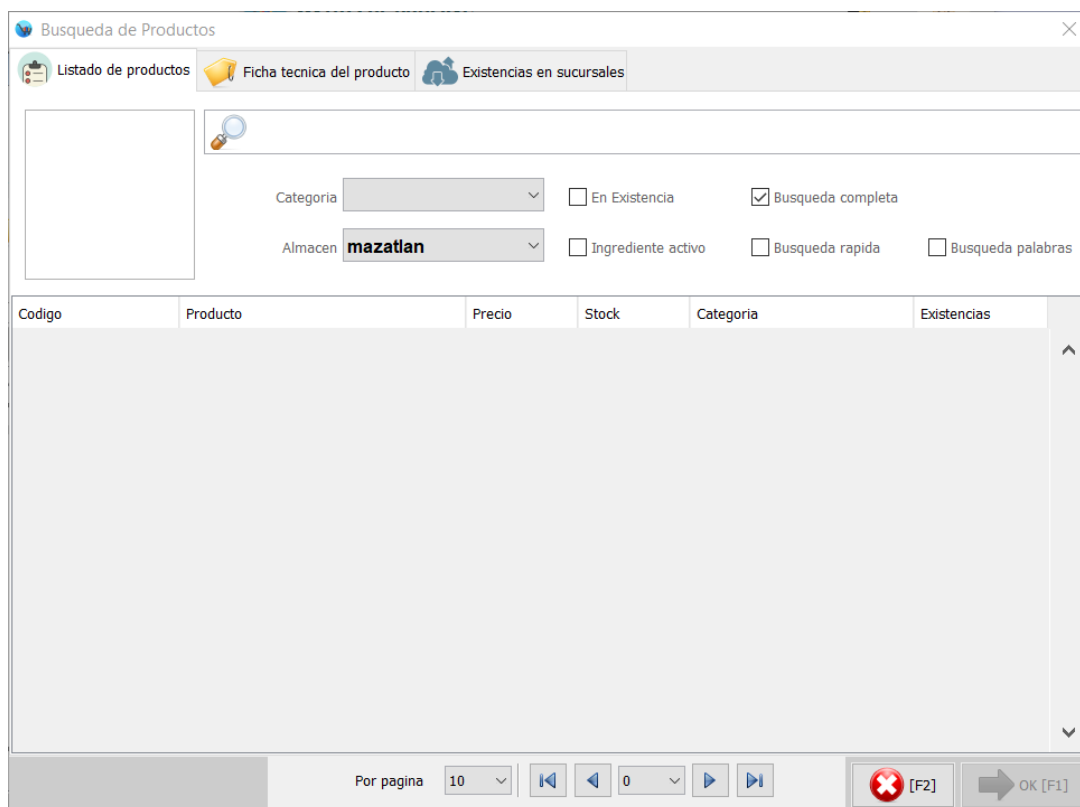 Busqueda de Productos
Listado de productos Ficha tecnica del producto Existencias en sucursales
Categoria En Existencia Busqueda completa
Almacen mazatlan Ingrediente activo Busqueda rapida Busqueda palabras
Codigo Producto Precio Stock Categoria Existencias
Por pagina 10 0 [F2] OK [F1]